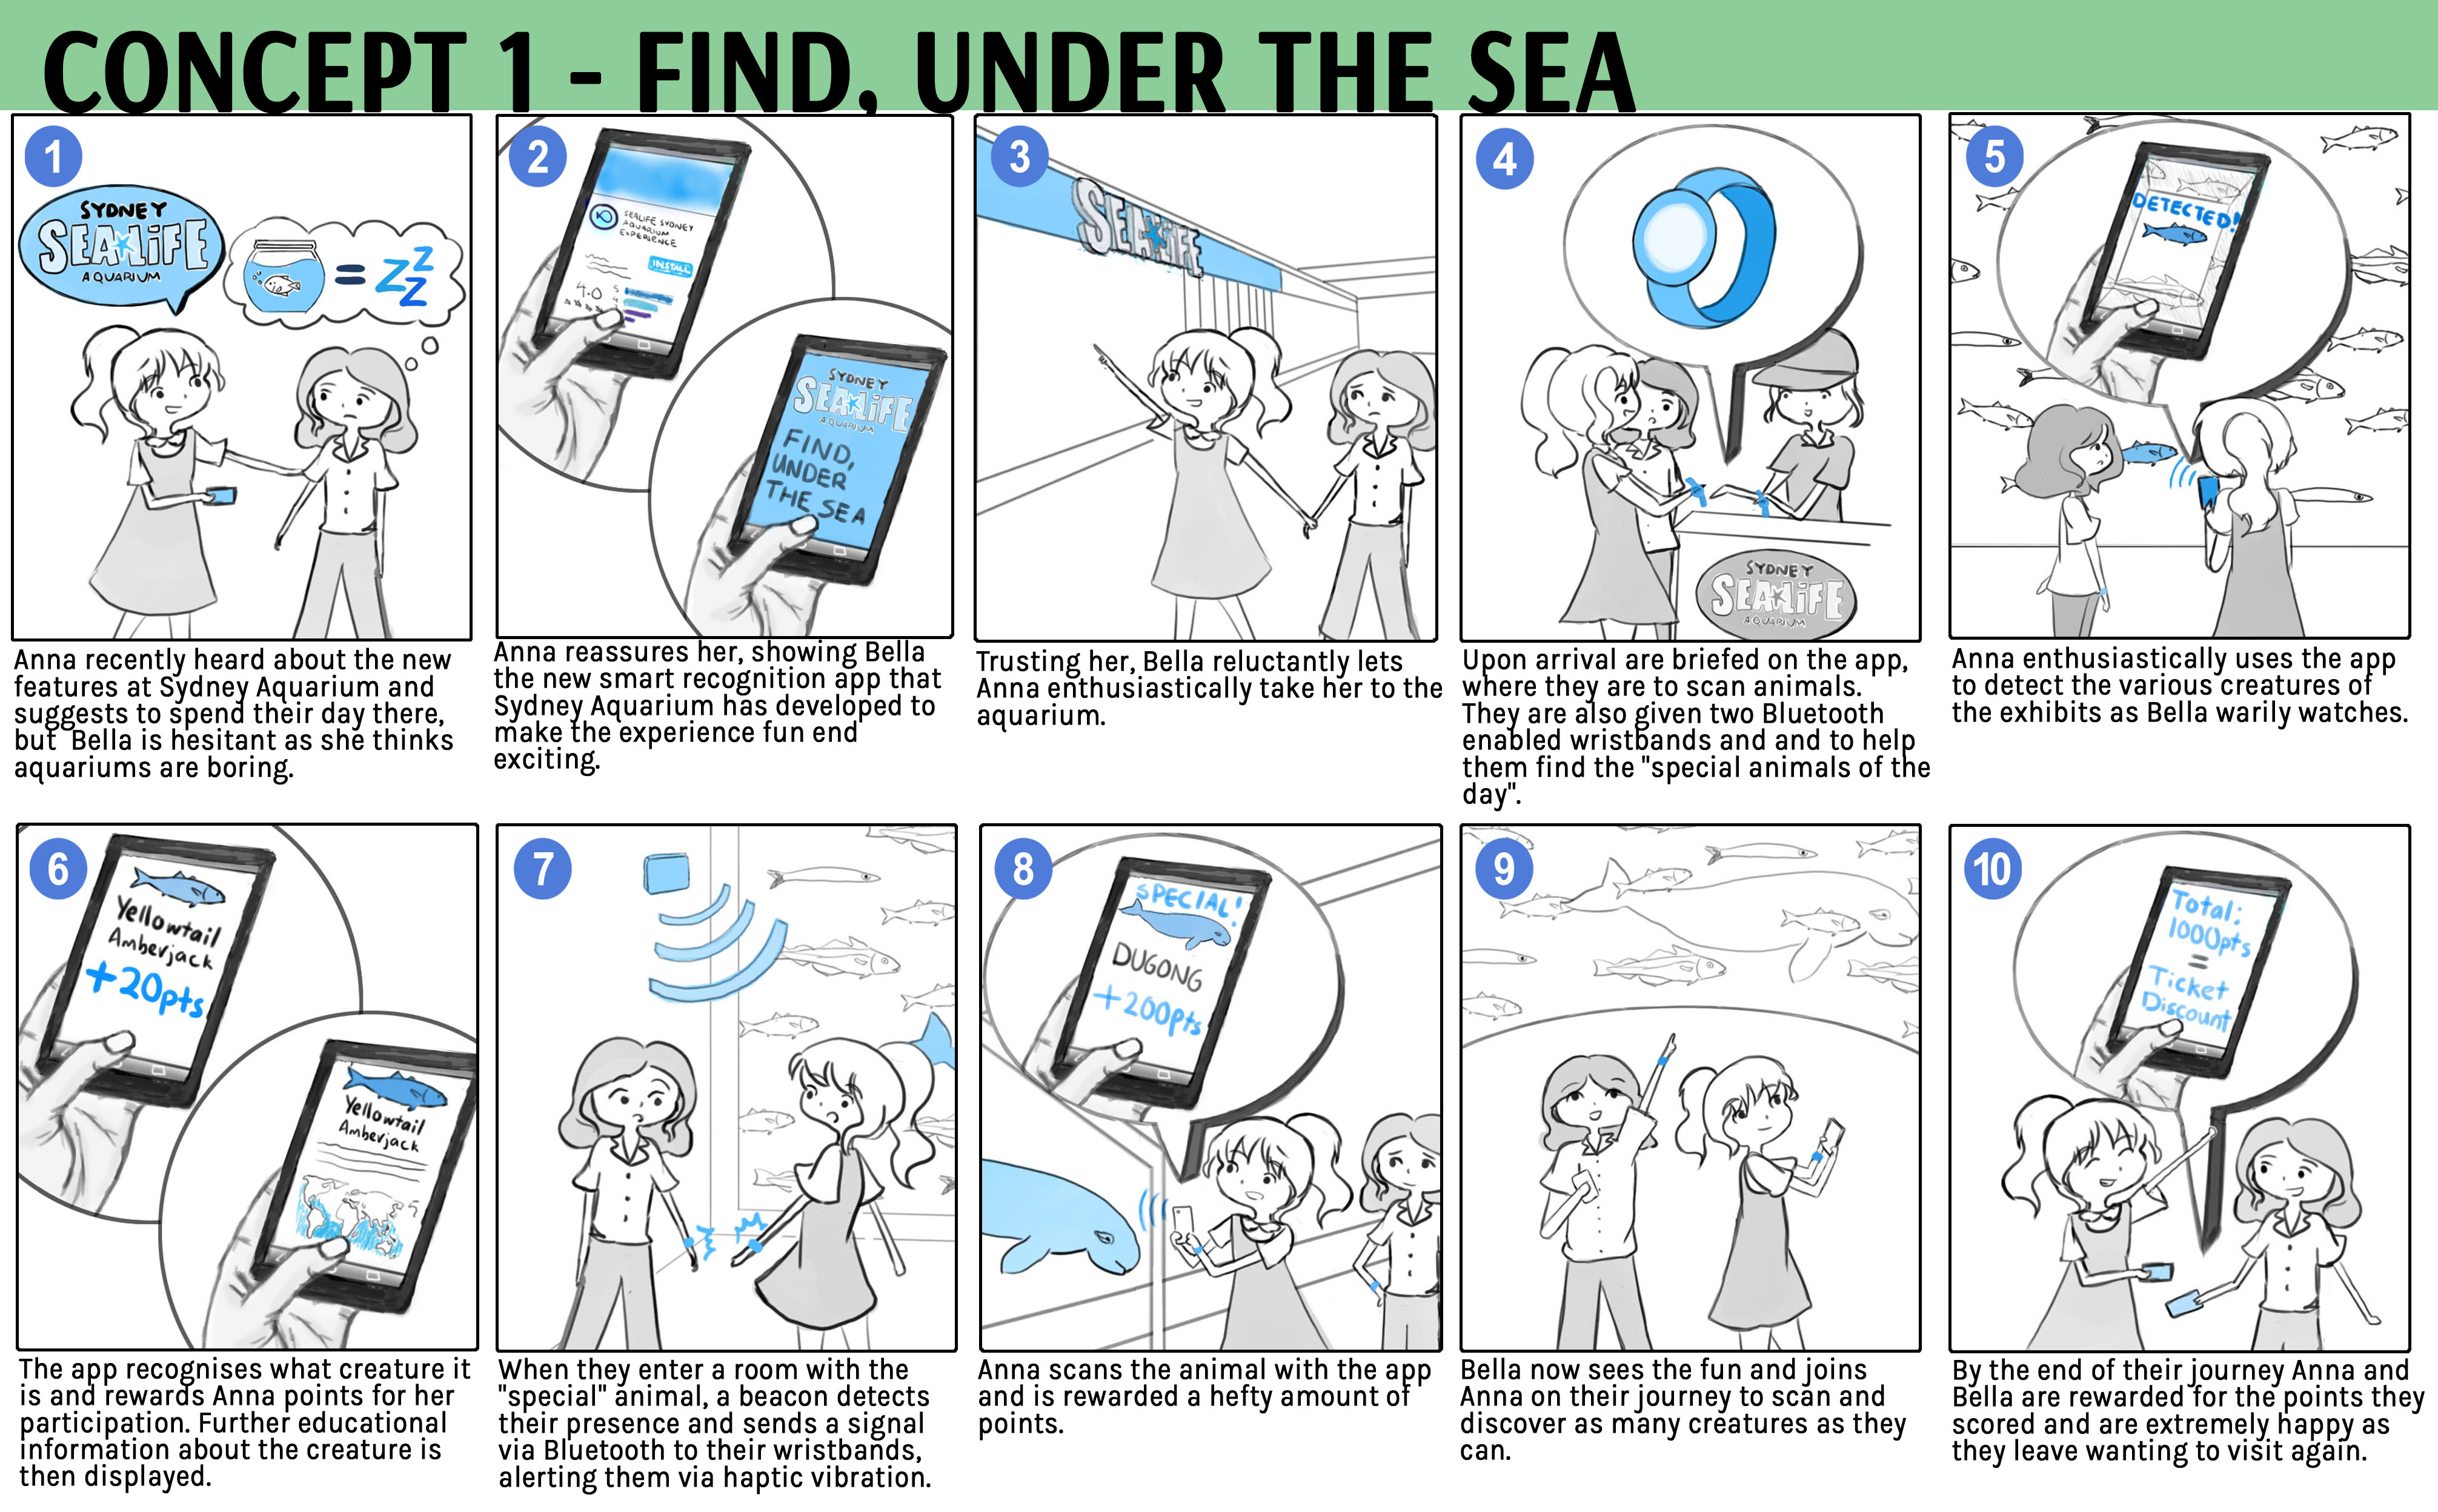 CONCEPT 1 - FIND, UNDER THE SEA
1
SYDNEY
SEA LiFE
AQUARIUM
= ZZZ
Anna recently heard about the new
features at Sydney Aquarium and
suggests to spend their day there,
but Bella is hesitant as she thinks
aquariums are boring.
2
SEALIFE SYDNEY
AQUARIUM
EXPERIENCE
INSTALL
4.0
5
SYDNEY
SEA LiFE
AQUARIUM
FIND,
UNDER
THE SEA
Anna reassures her, showing Bella
the new smart recognition app that
Sydney Aquarium has developed to
make the experience fun end
exciting.
3
SEA LiFE
Trusting her, Bella reluctantly lets
Anna enthusiastically take her to the
aquarium.
4
SYDNEY
SEA LiFE
AQUARIUM
Upon arrival are briefed on the app,
where they are to scan animals.
They are also given two Bluetooth
enabled wristbands and and to help
them find the "special animals of the
day".
5
DETECTED!
Anna enthusiastically uses the app
to detect the various creatures of
the exhibits as Bella warily watches.
6
Yellowtail
Amberjack
+20pts
Yellowtail
Amberjack
The app recognises what creature it
is and rewards Anna points for her
participation. Further educational
information about the creature is
then displayed.
7
When they enter a room with the
"special" animal, a beacon detects
their presence and sends a signal
via Bluetooth to their wristbands,
alerting them via haptic vibration.
8
SPECIAL!
DUGONG
+200pts
Anna scans the animal with the app
and is rewarded a hefty amount of
points.
9
Bella now sees the fun and joins
Anna on their journey to scan and
discover as many creatures as they
can.
10
Total:
1000pts
=
Ticket
Discount
By the end of their journey Anna and
Bella are rewarded for the points they
scored and are extremely happy as
they leave wanting to visit again.